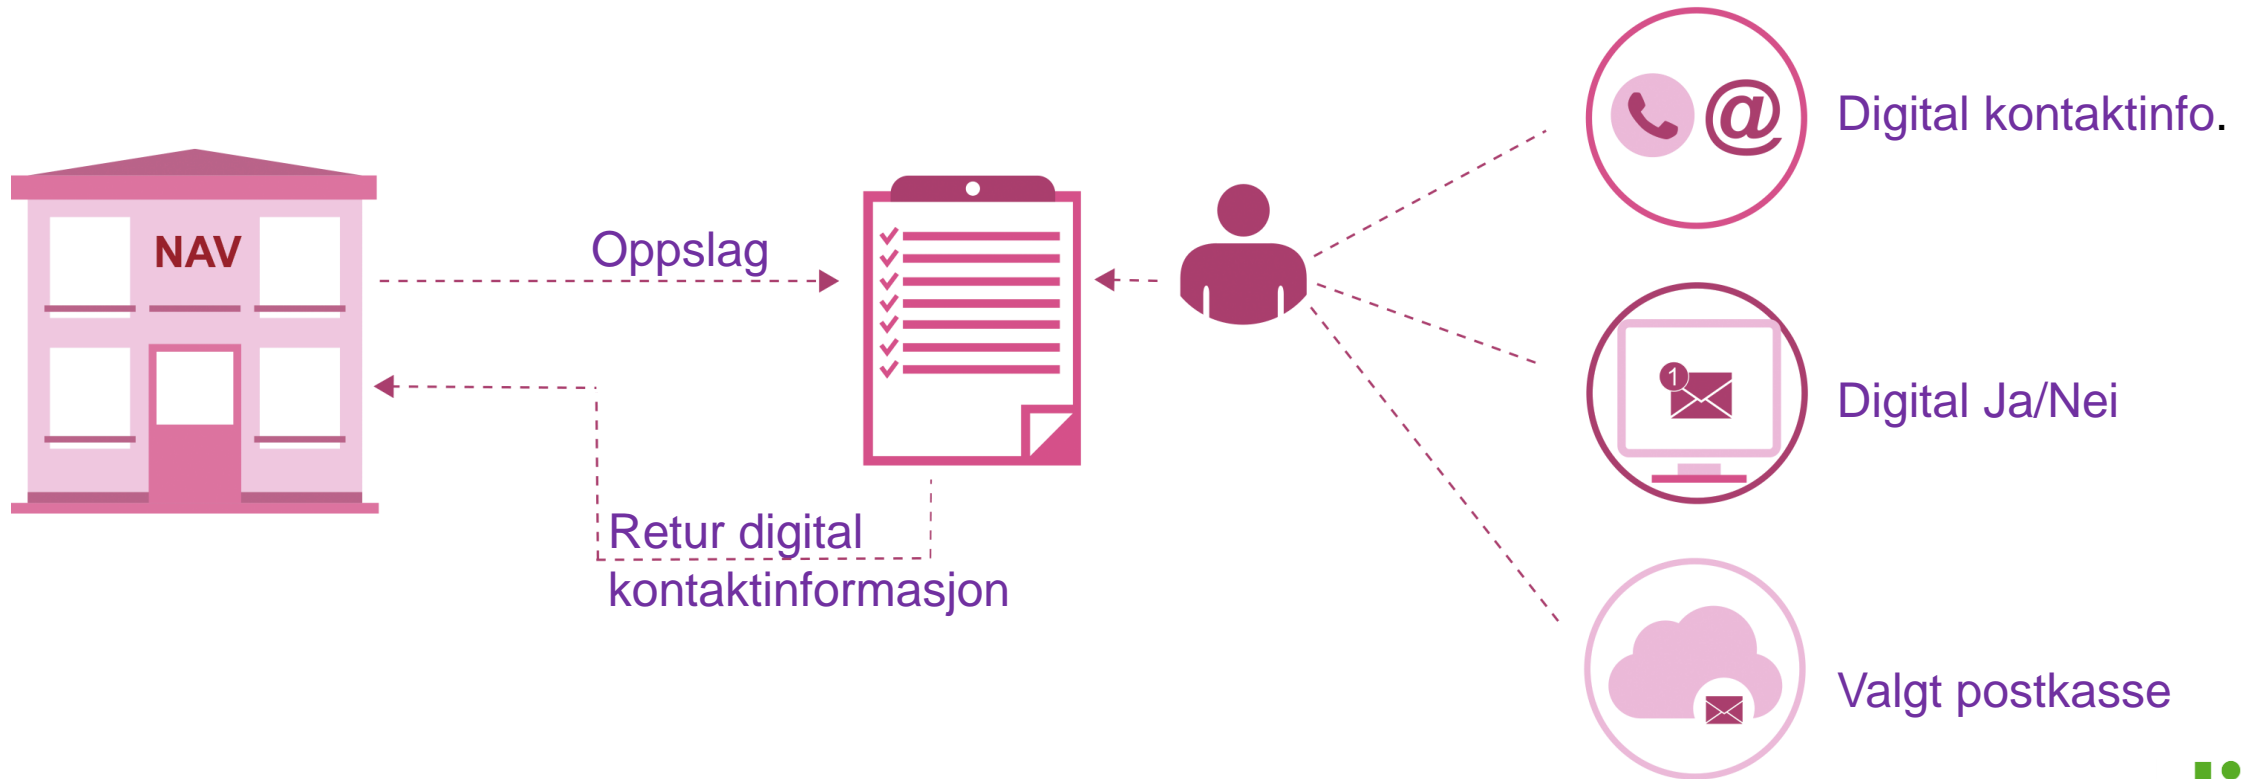 NAV
Oppslag
Retur digital
kontaktinformasjon
Digital kontaktinfo.
1
Digital Ja/Nei
Valgt postkasse